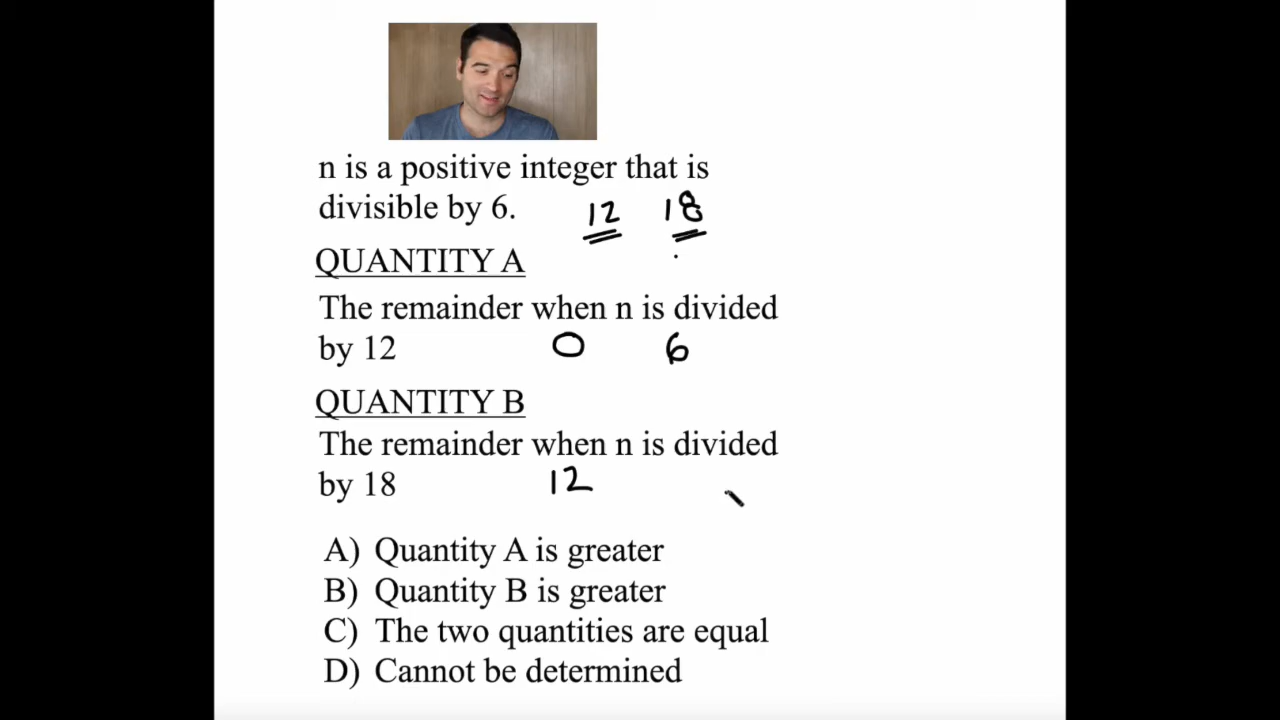 n is a positive integer that is
divisible by 6. 12 18
QUANTITY A
The remainder when n is divided
by 12 0 6
QUANTITY B
The remainder when n is divided
by 18 12
A) Quantity A is greater
B) Quantity B is greater
C) The two quantities are equal
D) Cannot be determined